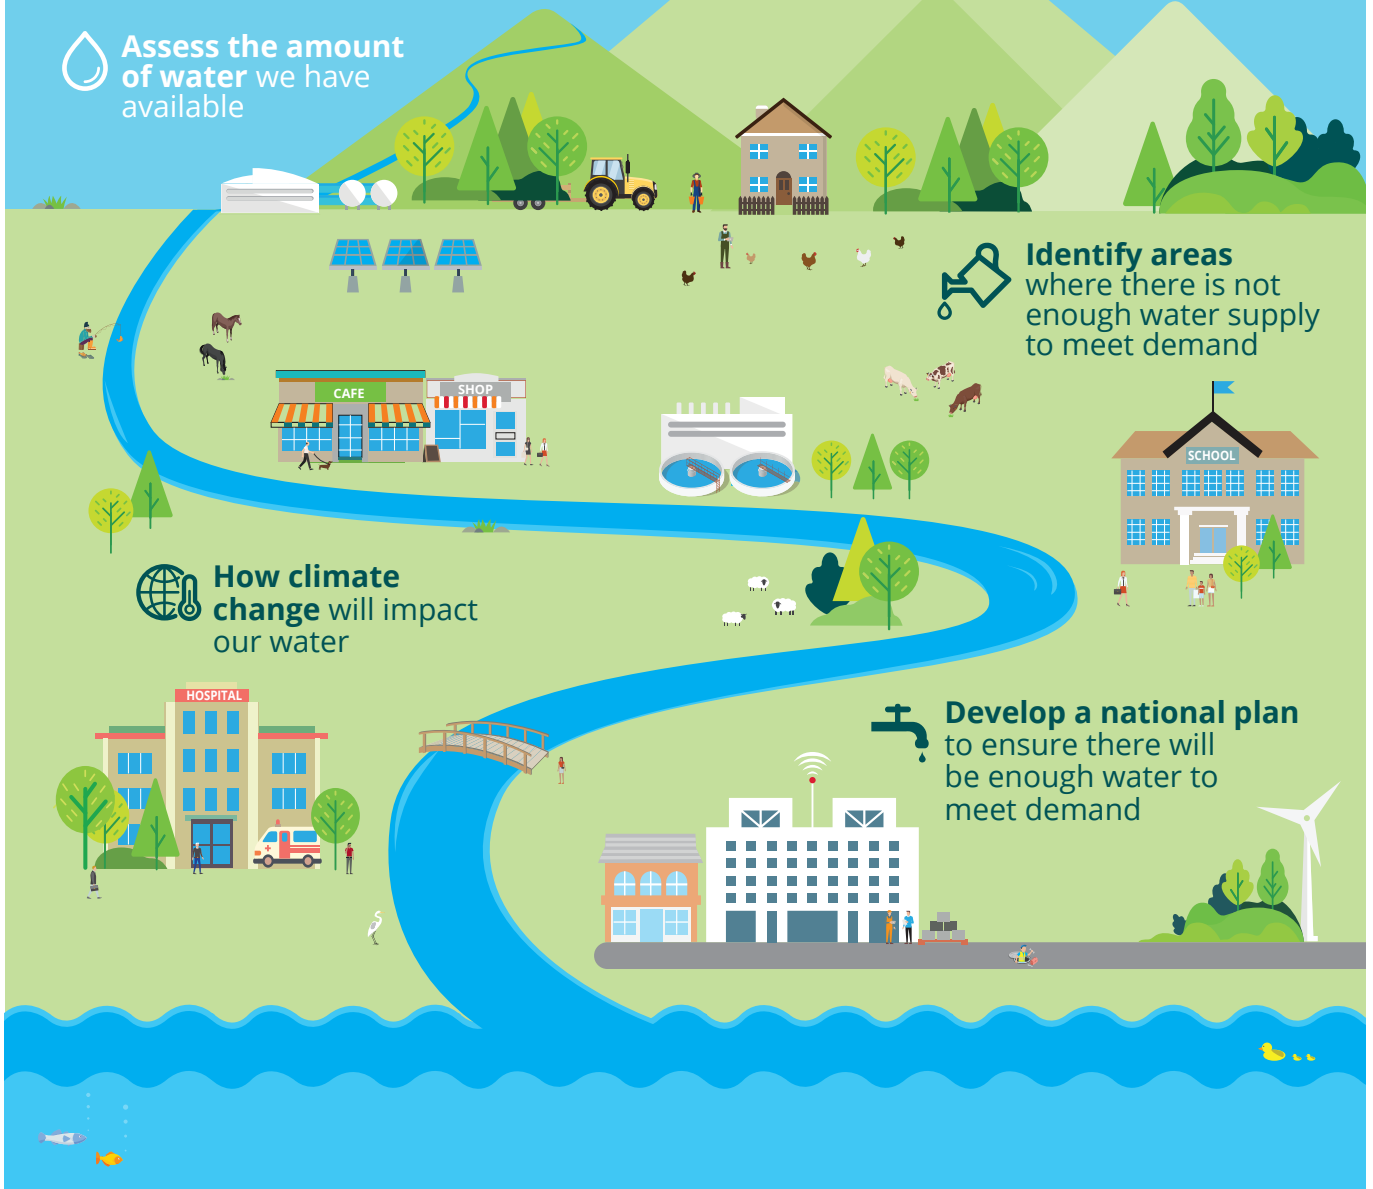 Assess the amount
of water we have
available
Identify areas
where there is not
enough water supply
to meet demand
CAFE
SHOP
SCHOOL
How climate
change will impact
our water
HOSPITAL
Develop a national plan
to ensure there will
be enough water to
meet demand